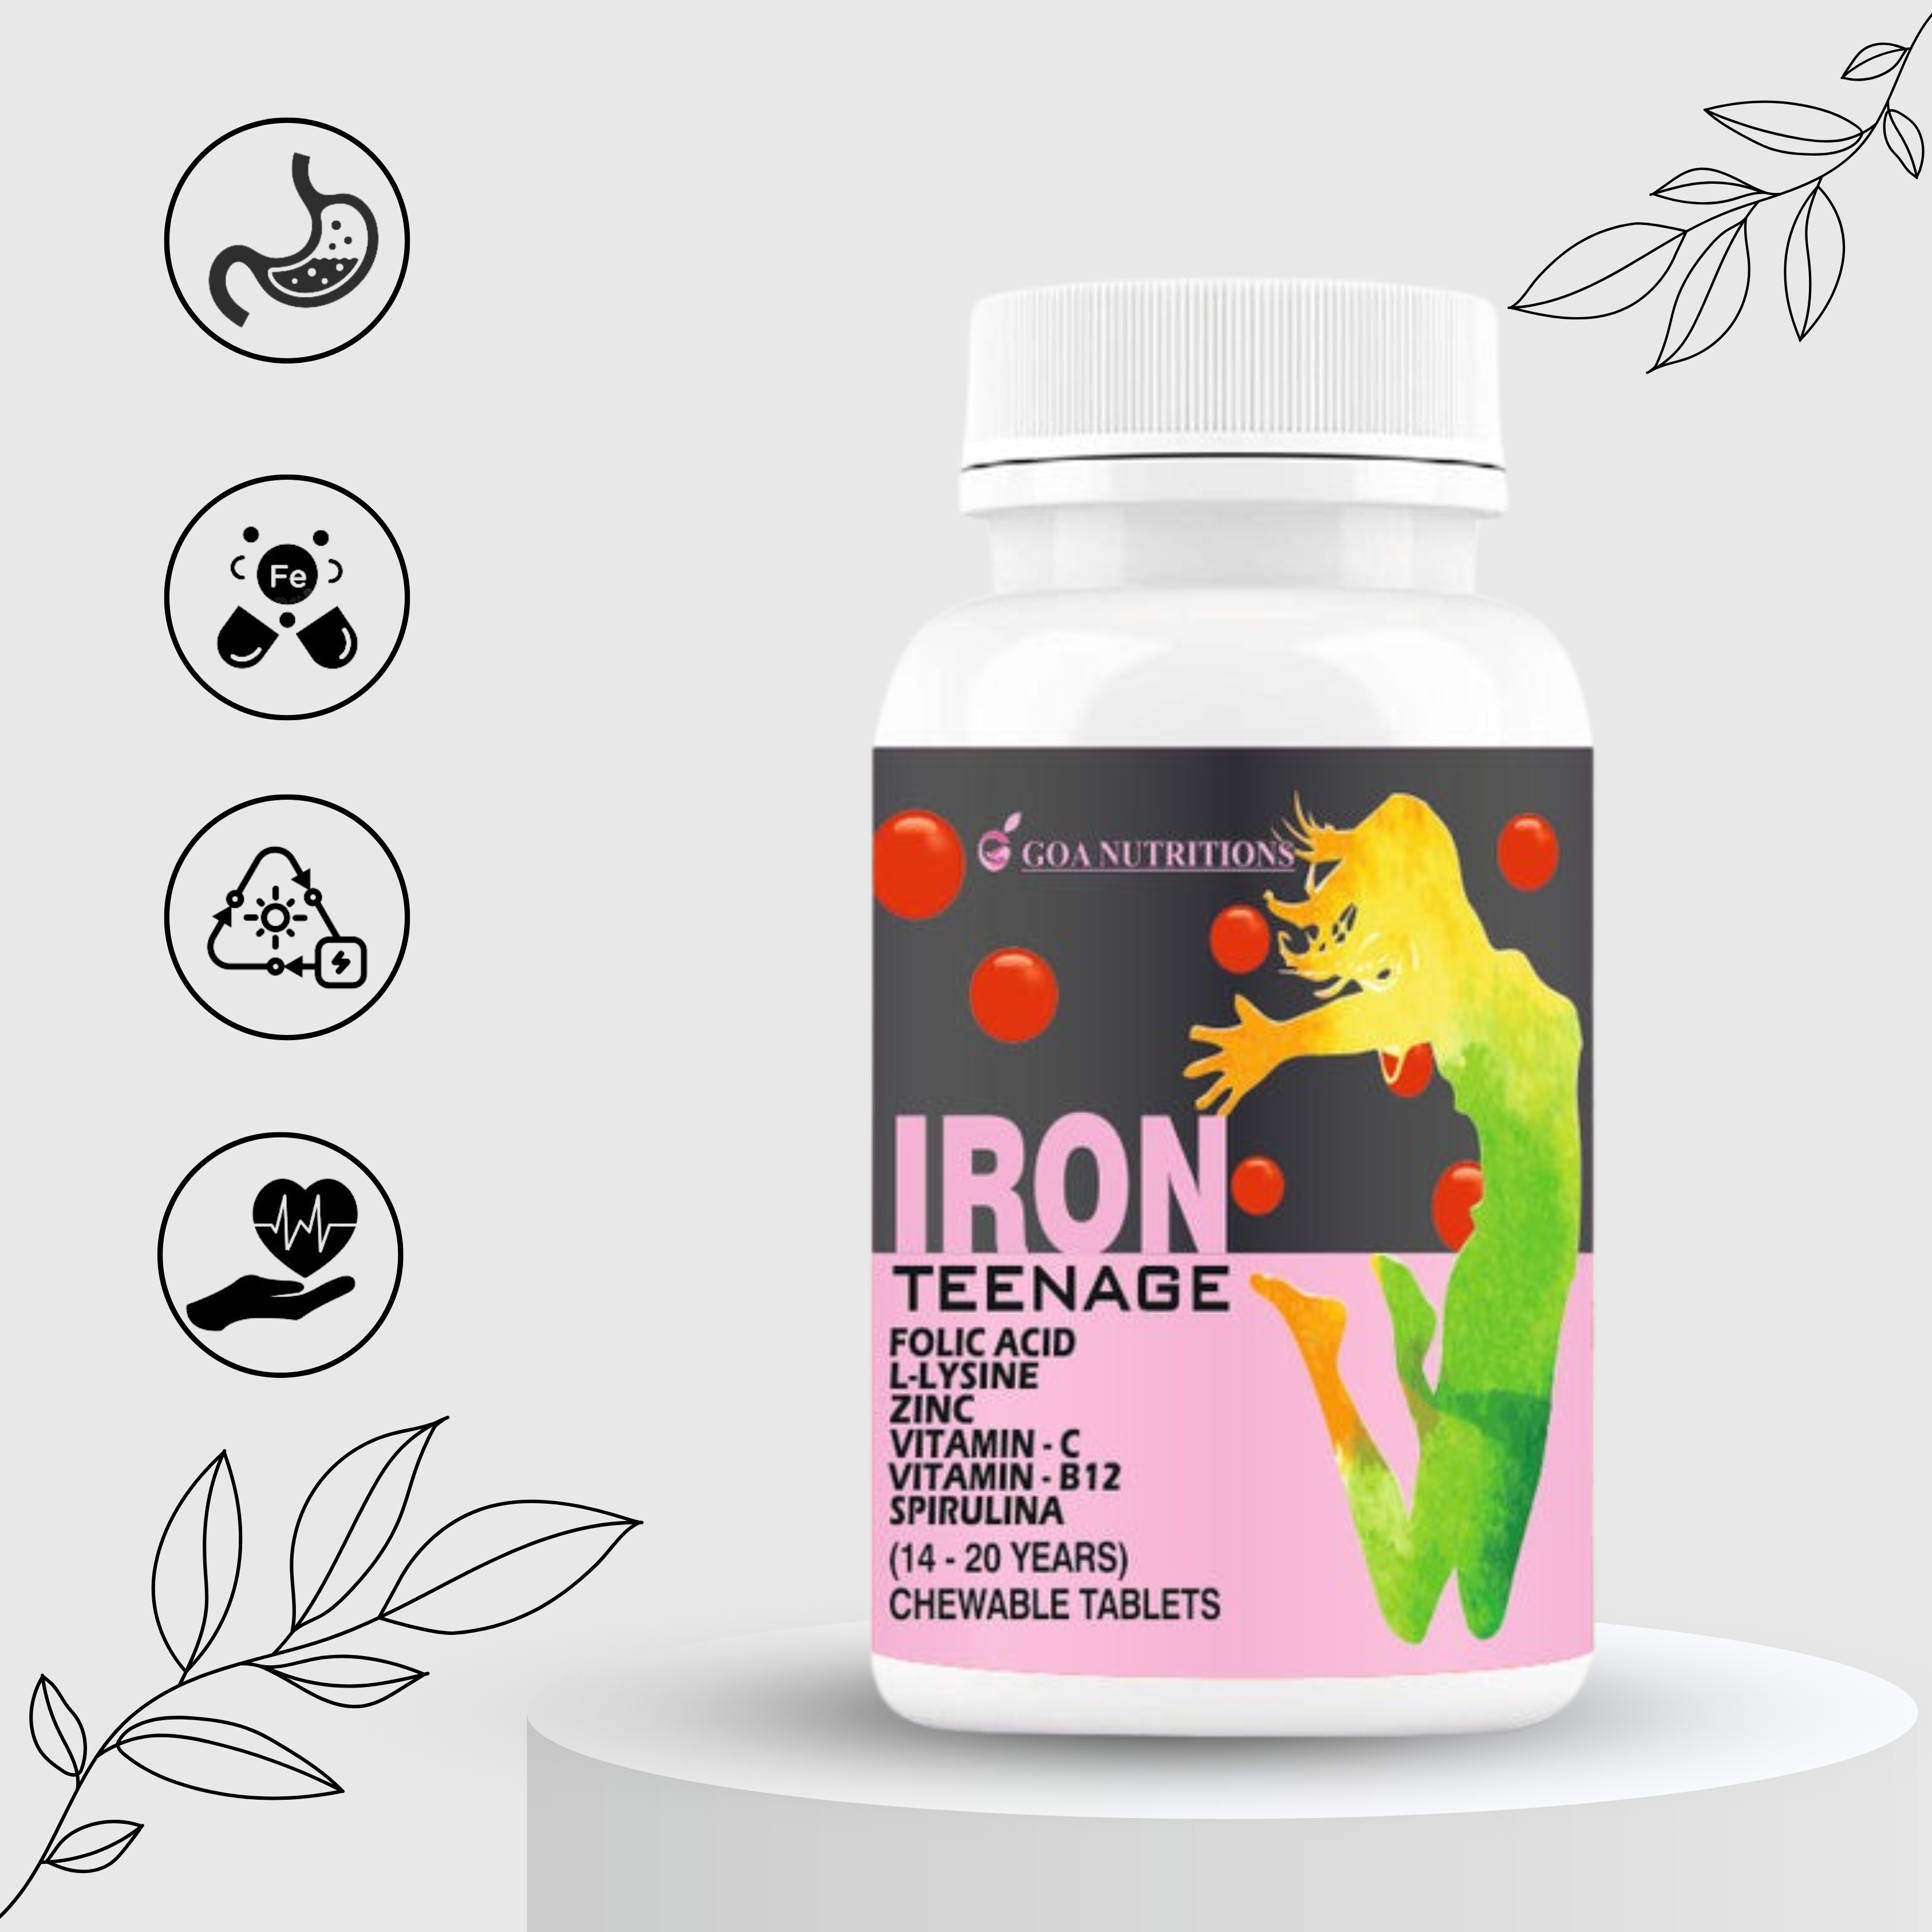 Fe
GOA NUTRITIONS
IRON
TEENAGE
FOLIC ACID
L-LYSINE
ZINC
VITAMIN - C
VITAMIN - B12
SPIRULINA
(14 - 20 YEARS)
CHEWABLE TABLETS